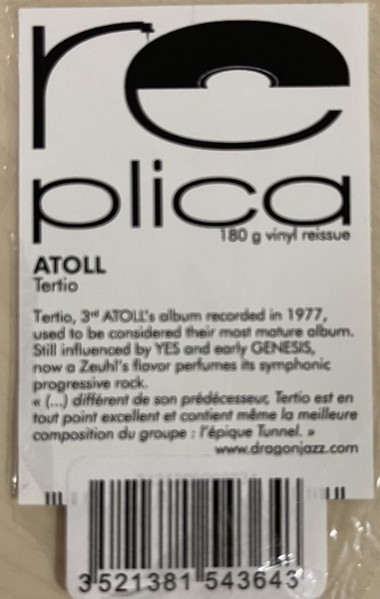 re
plica
180 g vinyl reissue
ATOLL
Tertio
Tertio, 3rd ATOLL's album recorded in 1977,
used to be considered their most mature album.
Still influenced by YES and early GENESIS,
now a Zeuhl's flavor perfumes its symphonic
progressive rock.
« (...) différent de son prédécesseur, Tertio est en
tout point excellent et contient même la meilleure
composition du groupe : l'épique Tunnel. »
www.dragonjazz.com
3 521381 543643